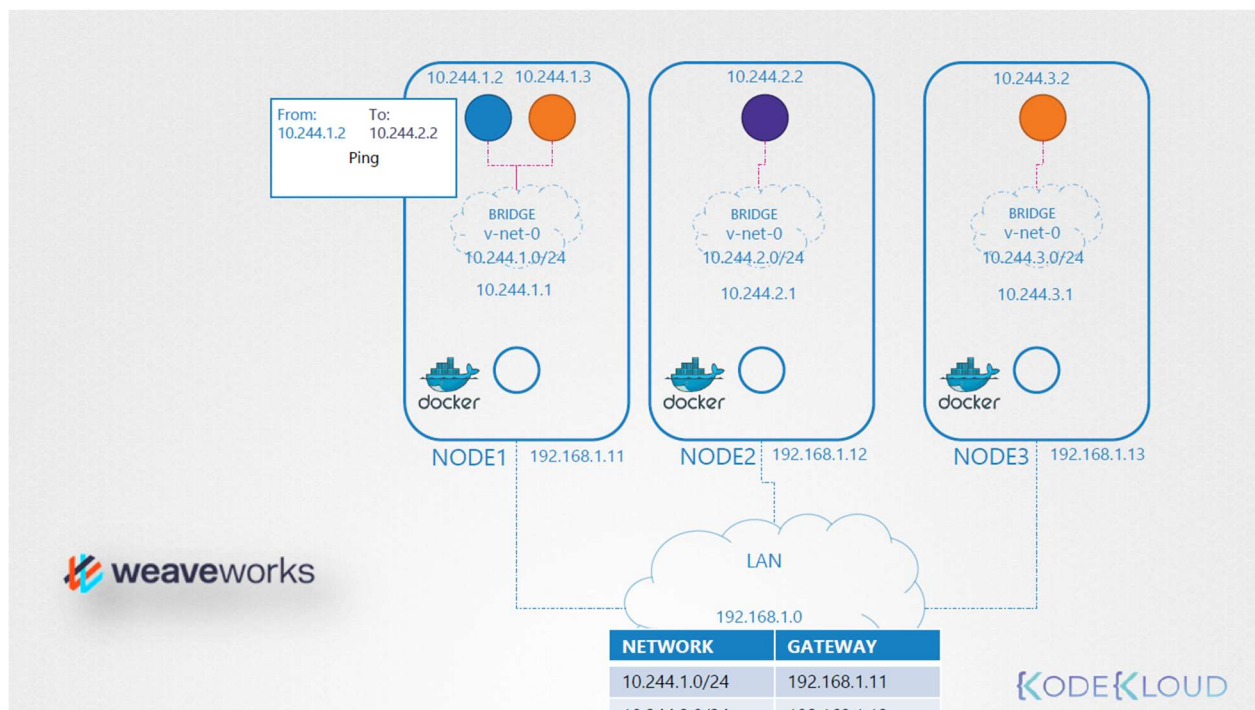 10.244.1.2 10.244.1.3
10.244.2.2
10.244.3.2
From: To:
10.244.1.2 10.244.2.2
Ping
BRIDGE
v-net-0
10.244.1.0/24
10.244.1.1
BRIDGE
v-net-0
10.244.2.0/24
10.244.2.1
BRIDGE
v-net-0
10.244.3.0/24
10.244.3.1
docker
docker
docker
NODE1 192.168.1.11
NODE2 192.168.1.12
NODE3 192.168.1.13
LAN
192.168.1.0
weaveworks
NETWORK GATEWAY
10.244.1.0/24 192.168.1.11
KODEKLOUD